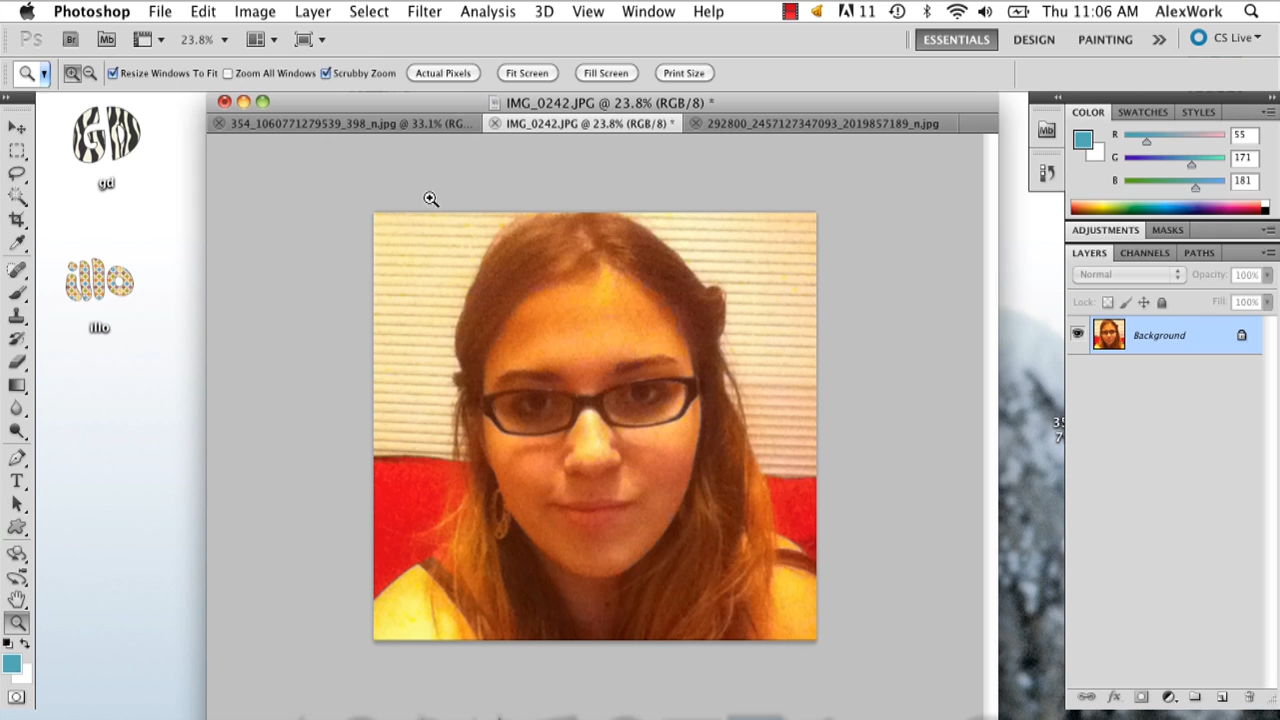 Photoshop File Edit Image Layer Select Filter Analysis 3D View Window Help 11 Thu 11:06 AM AlexWork
Ps Br Mb 23.8% ESSENTIALS DESIGN PAINTING CS Live
Resize Windows To Fit Zoom All Windows Scrubby Zoom Actual Pixels Fit Screen Fill Screen Print Size
IMG_0242.JPG @ 23.8% (RGB/8) *
354_1060771279539_398_n.jpg @ 33.1% (RG... IMG_0242.JPG @ 23.8% (RGB/8) * 292800_2457127347093_2019857189_n.jpg
gd
illo
illo
Mb
COLOR SWATCHES STYLES
R 55
G 171
B 181
ADJUSTMENTS MASKS
LAYERS CHANNELS PATHS
Normal Opacity: 100%
Lock: Fill: 100%
Background
35
7